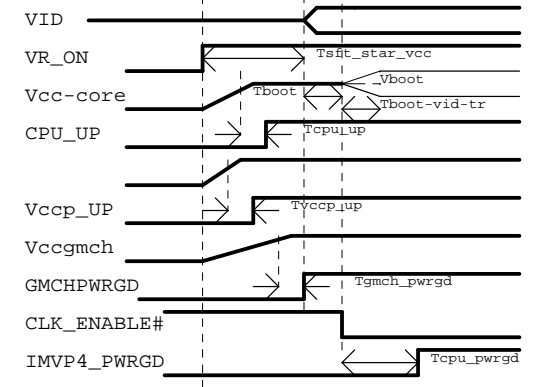 VID
VR_ON
Tsft_star_vcc
Vboot
Vcc-core
Tboot
Tboot-vid-tr
CPU_UP
Tcpu_up
Vccp_UP
Tvccp_up
Vccgmch
GMCHPWRGD
Tgmch_pwrgd
CLK_ENABLE#
IMVP4_PWRGD
Tcpu_pwrgd